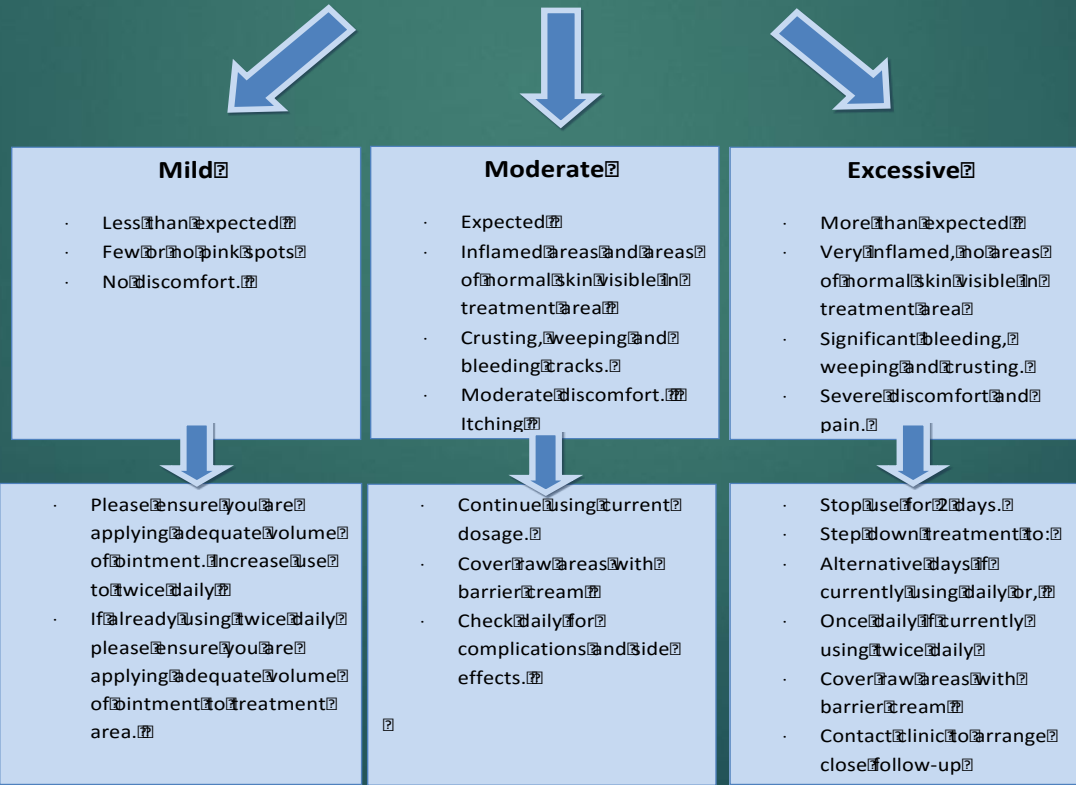 Mild
· Less than expected
· Few or no pink spots
· No discomfort.
Moderate
· Expected
· Inflamed areas and areas
of normal skin visible in
treatment area
· Crusting, weeping and
bleeding cracks.
· Moderate discomfort.
Itching
Excessive
· More than expected
· Very inflamed, no areas
of normal skin visible in
treatment area
· Significant bleeding,
weeping and crusting.
· Severe discomfort and
pain.
· Please ensure you are
applying adequate volume
of ointment. Increase use
to twice daily
· If already using twice daily
please ensure you are
applying adequate volume
of ointment to treatment
area.
· Continue using current
dosage.
· Cover raw areas with
barrier cream
· Check daily for
complications and side
effects.
· Stop use for 2 days.
· Step down treatment to:
· Alternative days if
currently using daily or,
· Once daily if currently
using twice daily
· Cover raw areas with
barrier cream
· Contact clinic to arrange
close follow-up